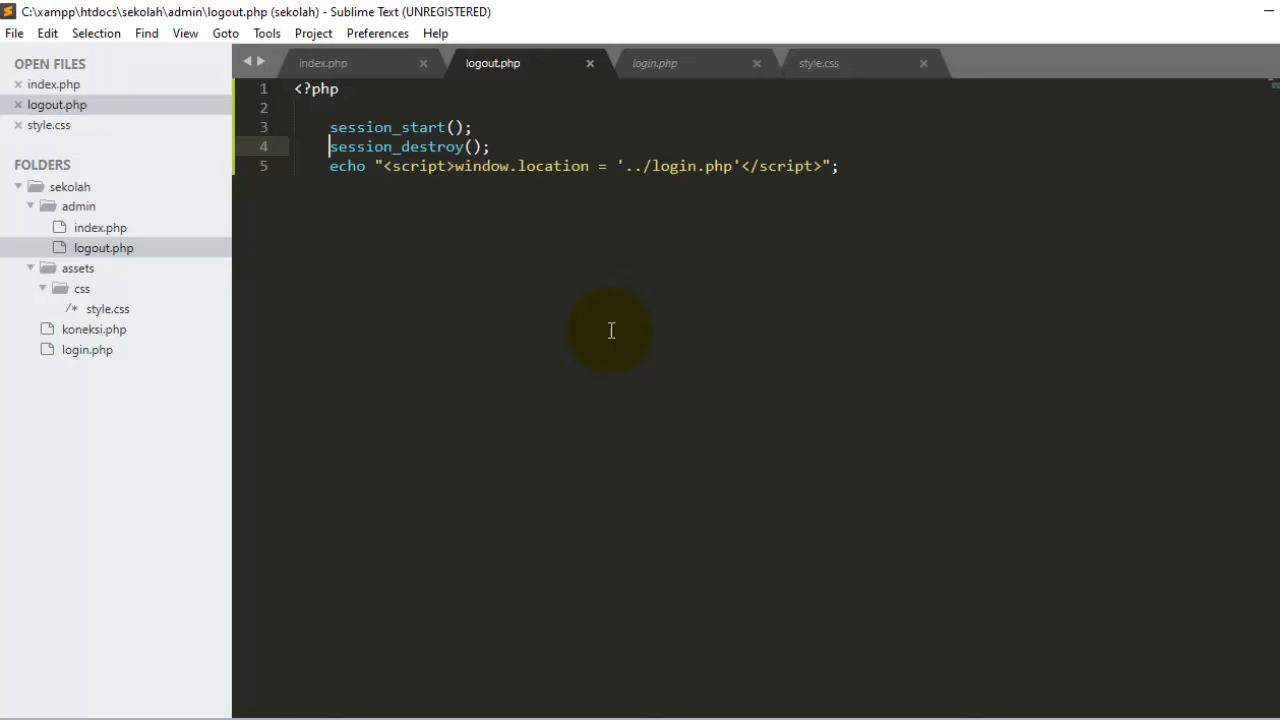 C:\xampp\htdocs\sekolah\admin\logout.php (sekolah) - Sublime Text (UNREGISTERED)
File Edit Selection Find View Goto Tools Project Preferences Help
OPEN FILES
index.php
logout.php
style.css
FOLDERS
sekolah
admin
index.php
logout.php
assets
css
/* style.css
koneksi.php
login.php
index.php logout.php login.php style.css
1 <?php
2
3 session_start();
4 session_destroy();
5 echo "<script>window.location = '../login.php'</script>";